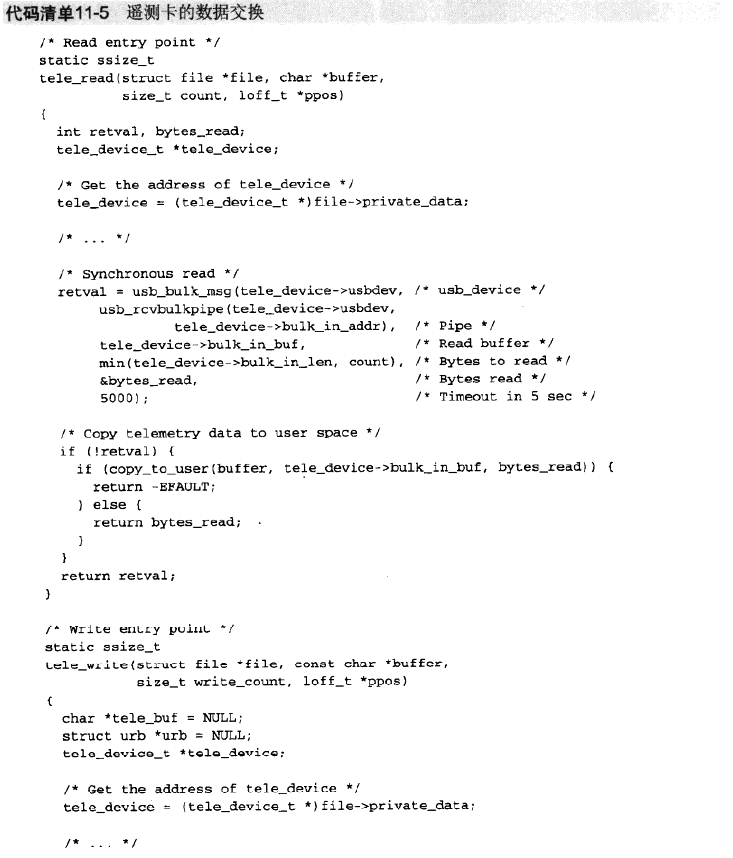 代码清单11-5 遥测卡的数据交换
/* Read entry point */
static ssize_t
tele_read(struct file *file, char *buffer,
size_t count, loff_t *ppos)
{
int retval, bytes_read;
tele_device_t *tele_device;
/* Get the address of tele_device */
tele_device = (tele_device_t *)file->private_data;
/* ... */
/* Synchronous read */
retval = usb_bulk_msg(tele_device->usbdev, /* usb_device */
usb_rcvbulkpipe(tele_device->usbdev,
tele_device->bulk_in_addr), /* Pipe */
tele_device->bulk_in_buf, /* Read buffer */
min(tele_device->bulk_in_len, count), /* Bytes to read */
&bytes_read, /* Bytes read */
5000); /* Timeout in 5 sec */
/* Copy telemetry data to user space */
if (!retval) {
if (copy_to_user(buffer, tele_device->bulk_in_buf, bytes_read)) {
return -EFAULT;
} else {
return bytes_read;
}
}
return retval;
}
/* Write entry point */
static ssize_t
tele_write(struct file *file, const char *buffer,
size_t write_count, loff_t *ppos)
{
char *tele_buf = NULL;
struct urb *urb = NULL;
tele_device_t *tele_device;
/* Get the address of tele_device */
tele_device = (tele_device_t *)file->private_data;
/* ... */